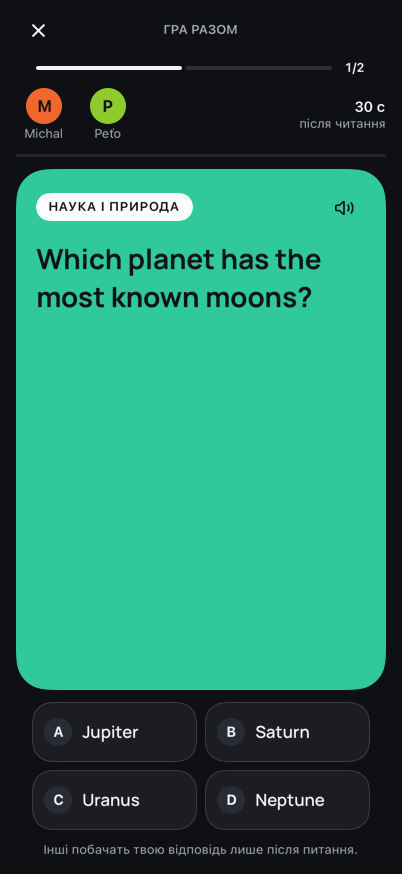 ГРА РАЗОМ
1/2
M
P
Michal
Peťo
30 с
після читання
НАУКА І ПРИРОДА
Which planet has the
most known moons?
A Jupiter
B Saturn
C Uranus
D Neptune
Інші побачать твою відповідь лише після питання.